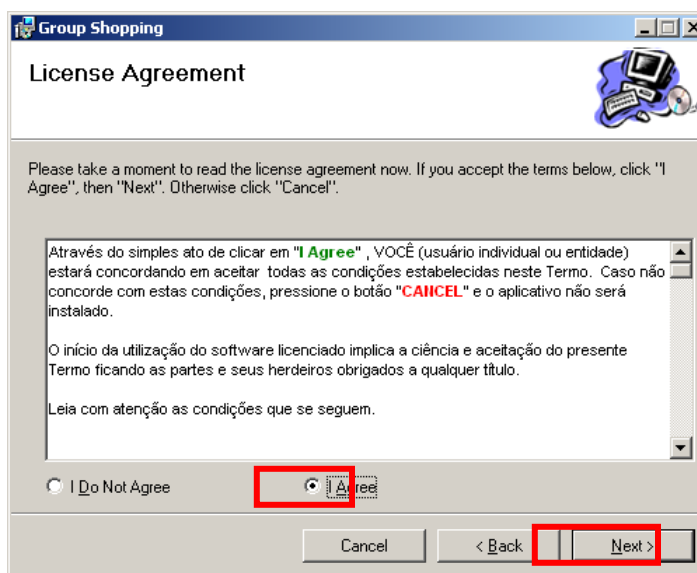 Group Shopping
License Agreement
Please take a moment to read the license agreement now. If you accept the terms below, click "I
Agree", then "Next". Otherwise click "Cancel".
Através do simples ato de clicar em "I Agree" , VOCÊ (usuário individual ou entidade)
estará concordando em aceitar  todas as condições estabelecidas neste Termo.  Caso não
concorde com estas condições, pressione o botão "CANCEL" e o aplicativo não será
instalado.
O início da utilização do software licenciado implica a ciência e aceitação do presente
Termo ficando as partes e seus herdeiros obrigados a qualquer título.
Leia com atenção as condições que se seguem.
I Do Not Agree
I Agree
Cancel
< Back
Next >